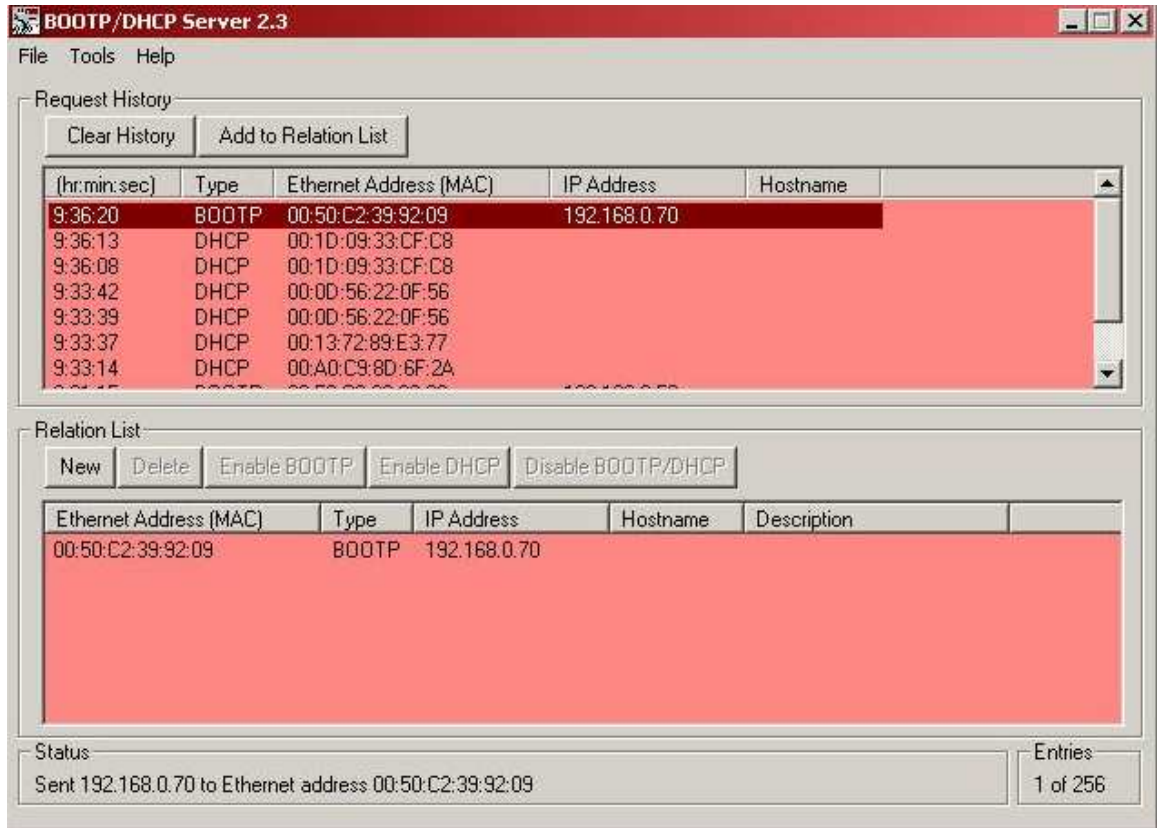 BOOTP/DHCP Server 2.3
File Tools Help
Request History
Clear History Add to Relation List
(hr:min:sec) Type Ethernet Address (MAC) IP Address Hostname
9:36:20 BOOTP 00:50:C2:39:92:09 192.168.0.70
9:36:13 DHCP 00:1D:09:33:CF:C8
9:36:08 DHCP 00:1D:09:33:CF:C8
9:33:42 DHCP 00:0D:56:22:0F:56
9:33:39 DHCP 00:0D:56:22:0F:56
9:33:37 DHCP 00:13:72:89:E3:77
9:33:14 DHCP 00:A0:C9:8D:6F:2A
Relation List
New Delete Enable BOOTP Enable DHCP Disable BOOTP/DHCP
Ethernet Address (MAC) Type IP Address Hostname Description
00:50:C2:39:92:09 BOOTP 192.168.0.70
Status
Sent 192.168.0.70 to Ethernet address 00:50:C2:39:92:09
Entries
1 of 256